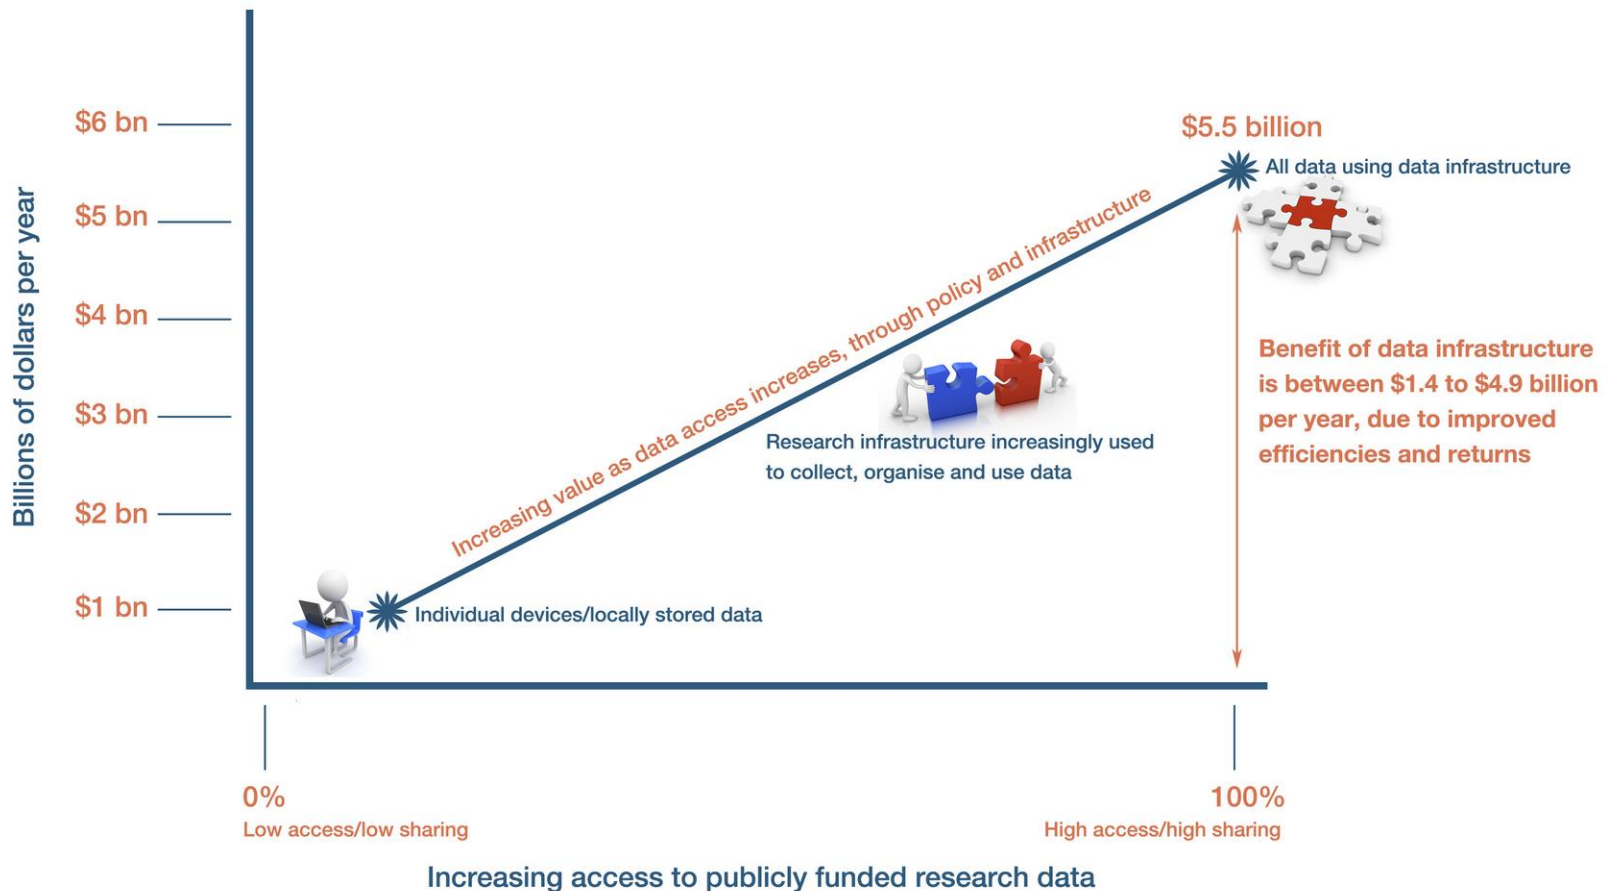 $6 bn
$5 bn
$4 bn
$3 bn
$2 bn
$1 bn
Billions of dollars per year
$5.5 billion
All data using data infrastructure
Increasing value as data access increases, through policy and infrastructure
Benefit of data infrastructure
is between $1.4 to $4.9 billion
per year, due to improved
efficiencies and returns
Research infrastructure increasingly used
to collect, organise and use data
Individual devices/locally stored data
0%
Low access/low sharing
100%
High access/high sharing
Increasing access to publicly funded research data